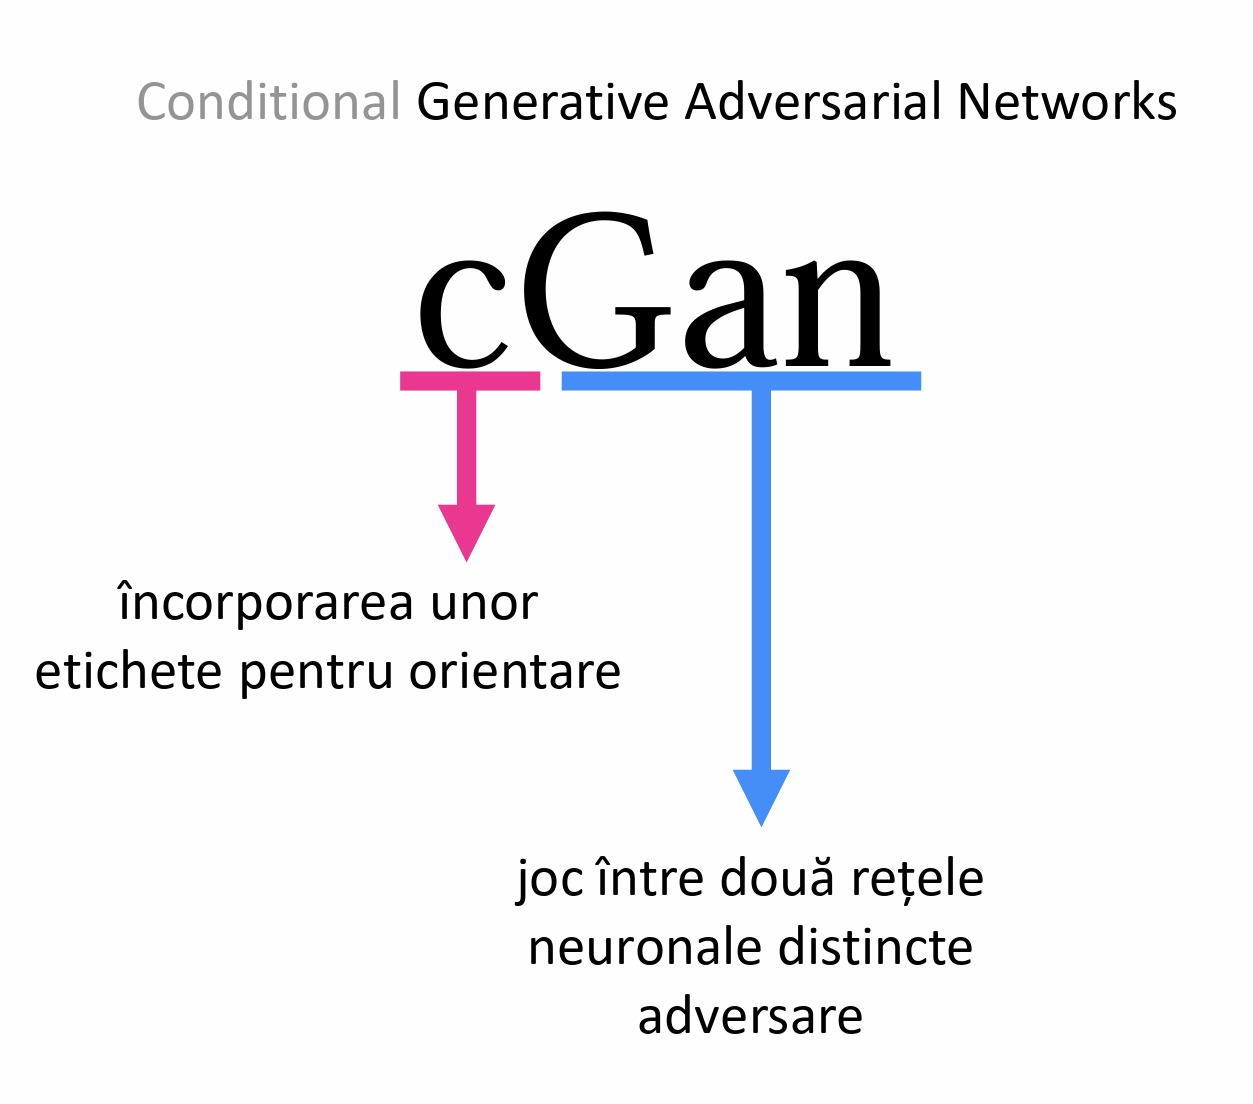 Conditional Generative Adversarial Networks
cGan
încorporarea unor
etichete pentru orientare
joc între două rețele
neuronale distincte
adversare